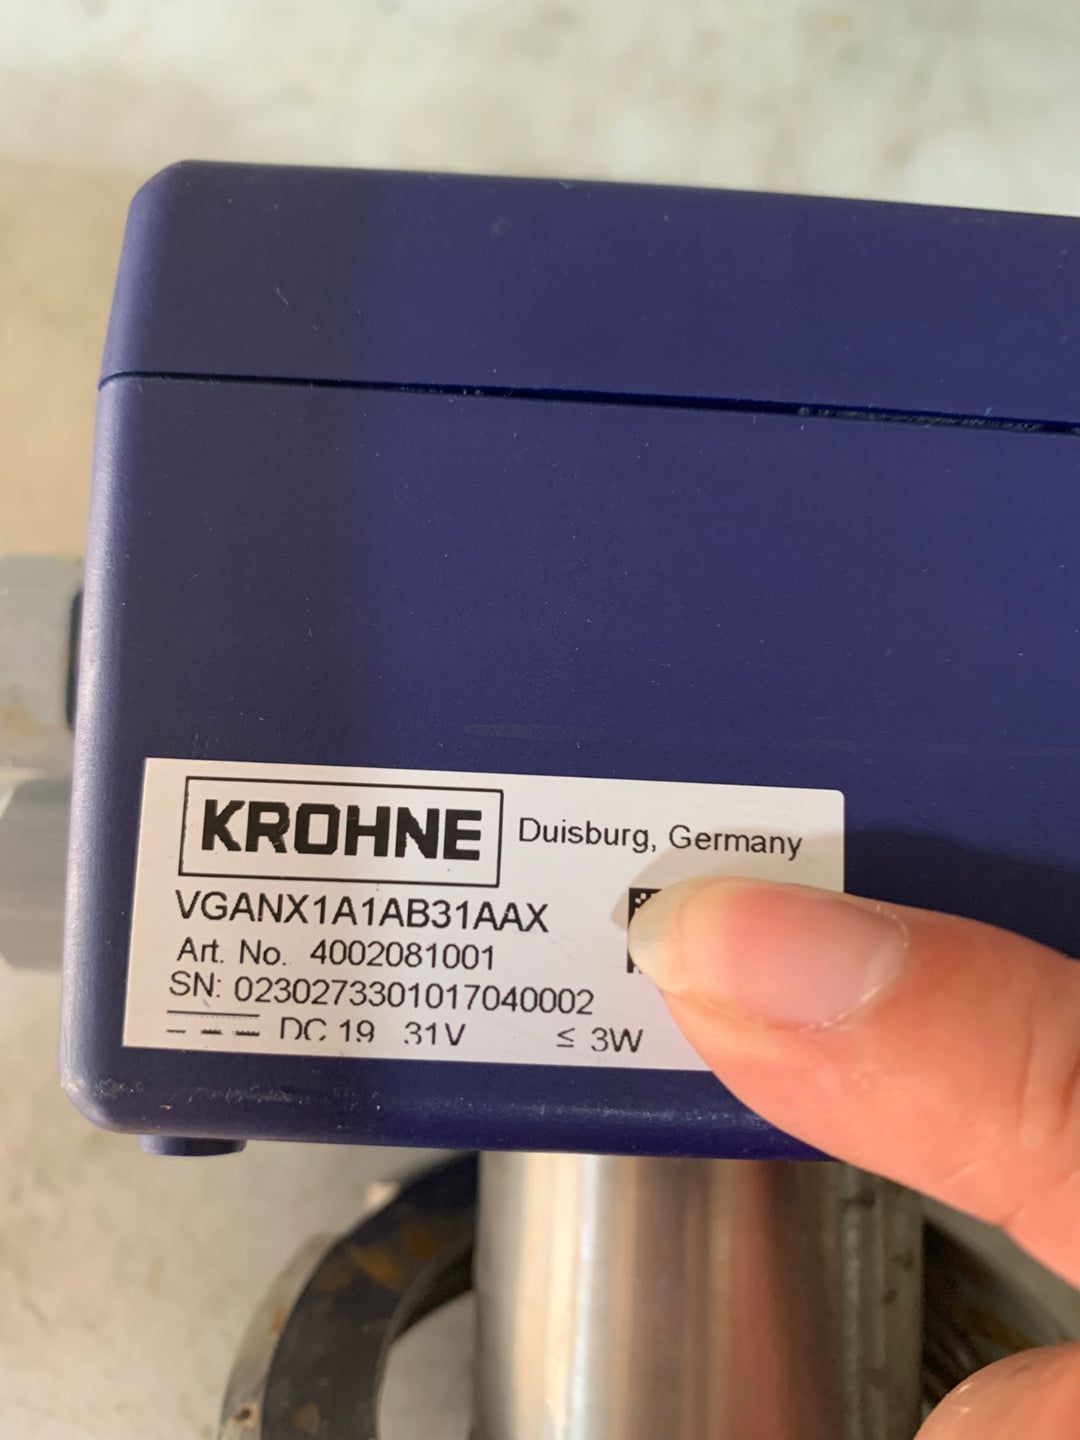 KROHNE
Duisburg, Germany
VGANX1A1AB31AAX
Art. No. 4002081001
SN: 0230273301017040002
DC 19 .31V ≤ 3W